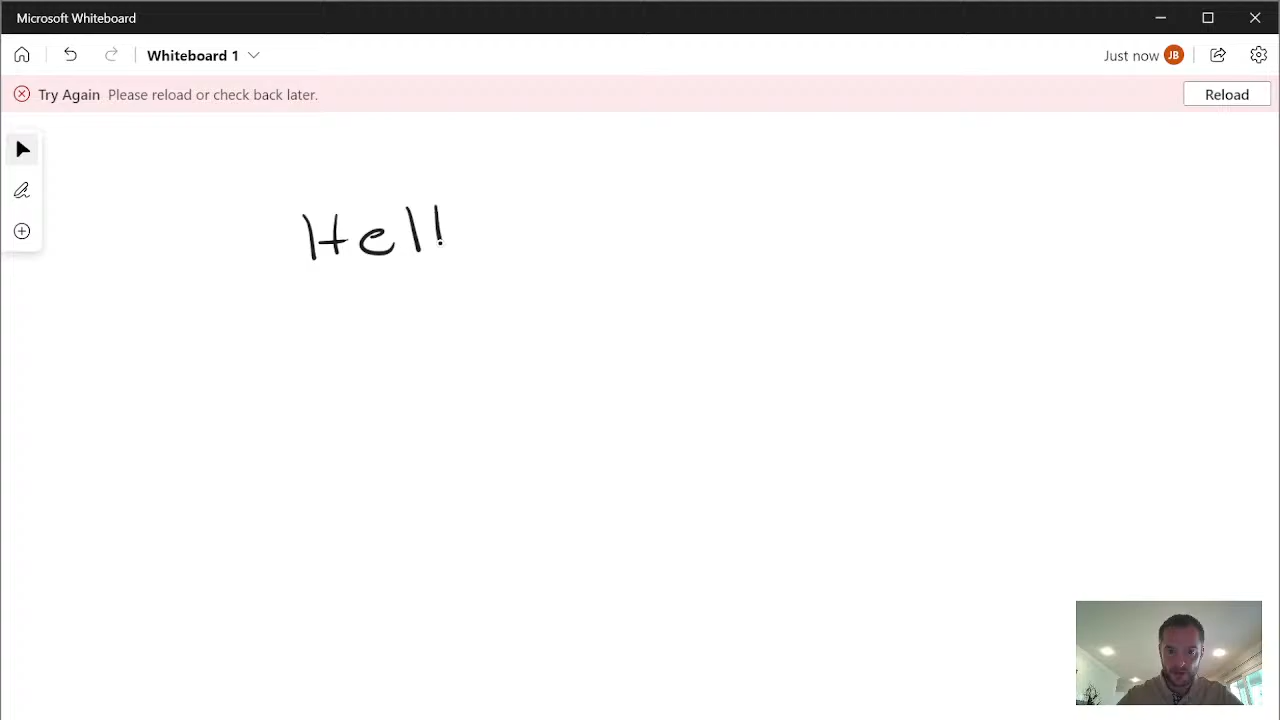 Microsoft Whiteboard
Whiteboard 1
Just now JB
Try Again Please reload or check back later.
Reload
Hell